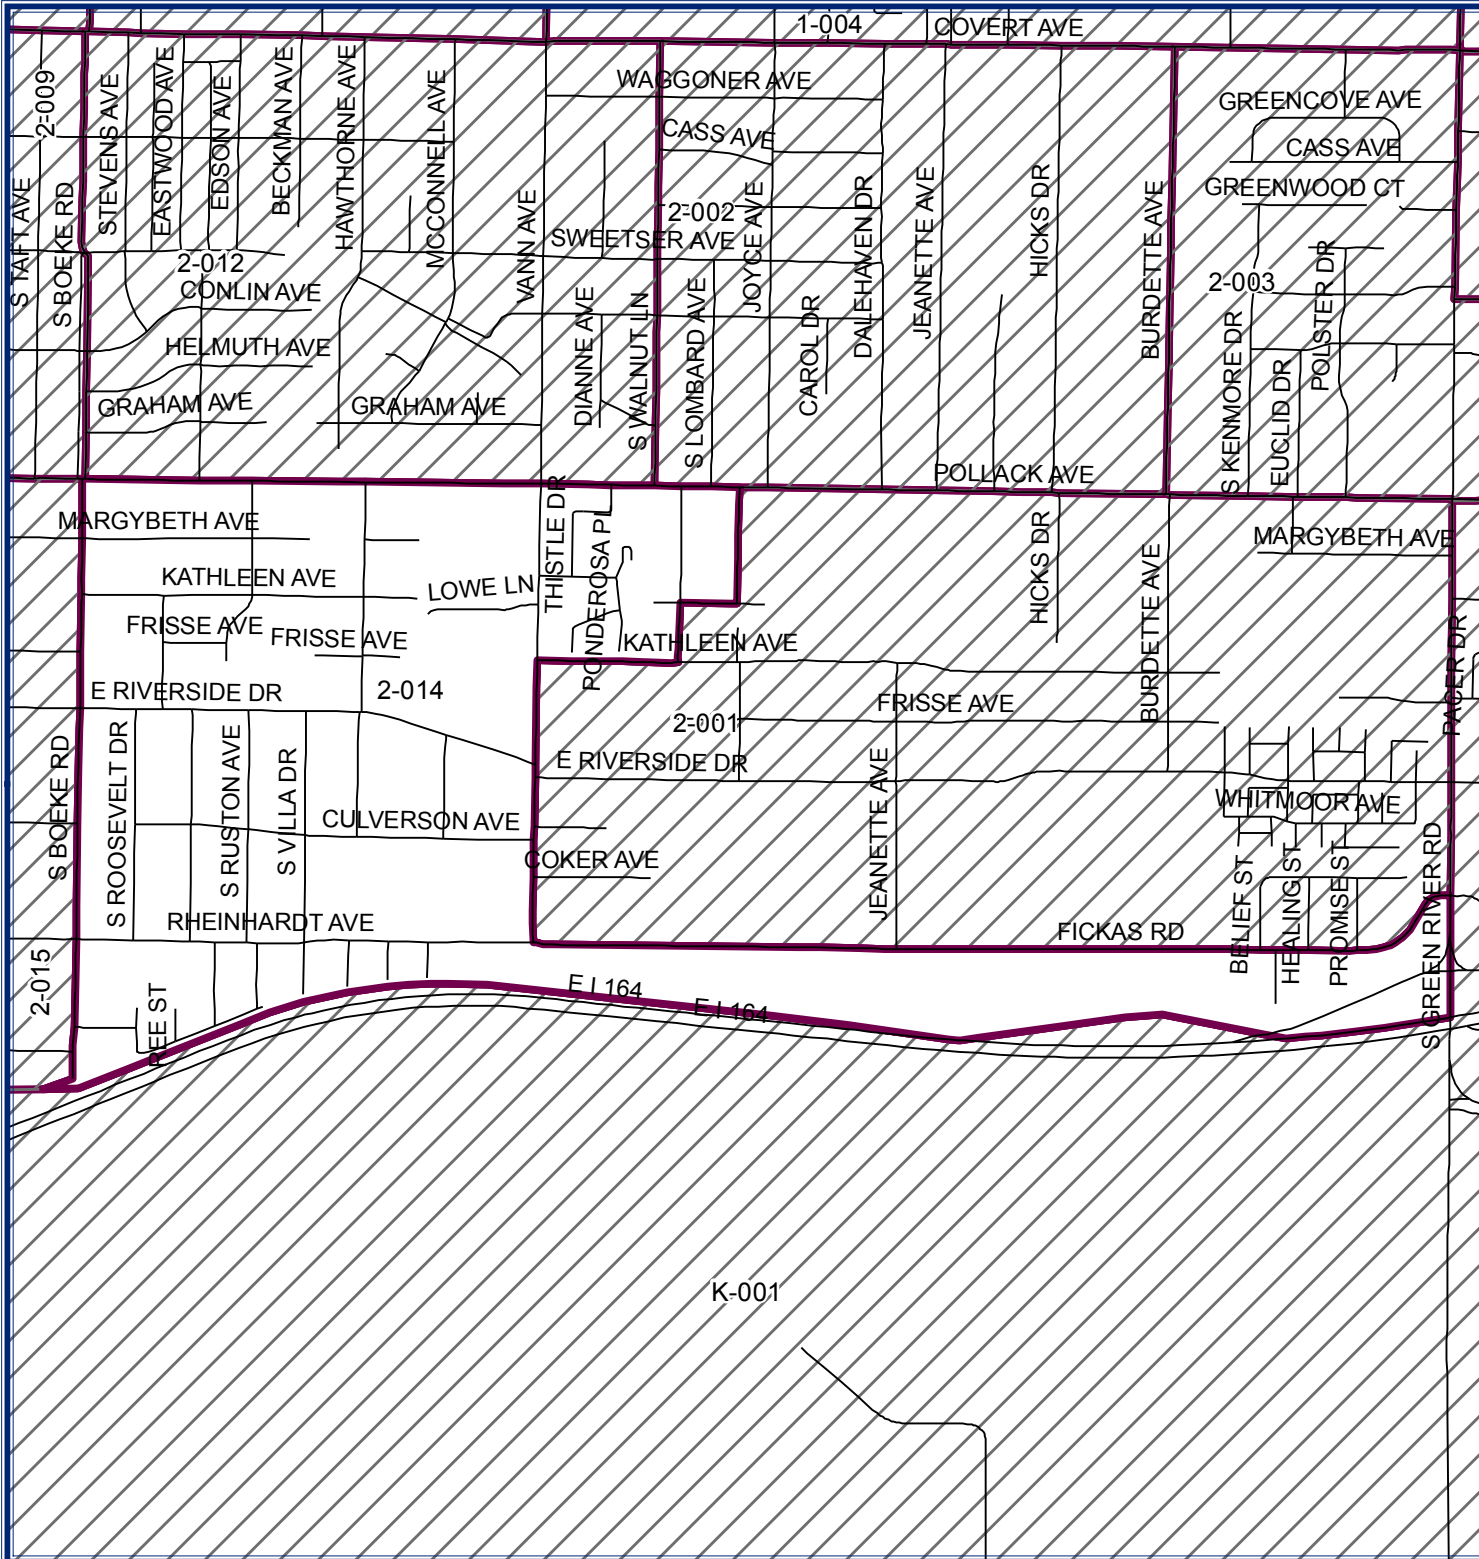 1-004
COVERT AVE
2-009
STEVENS AVE
EASTWOOD AVE
EDSON AVE
BECKMAN AVE
HAWTHORNE AVE
MCCONNELL AVE
WAGGONER AVE
CASS AVE
GREENCOVE AVE
CASS AVE
GREENWOOD CT
S TAFT AVE
S BOEKE RD
2-012
CONLIN AVE
VANN AVE
2-002
SWEETSER AVE
JOYCE AVE
DALEHAVEN DR
JEANETTE AVE
HICKS DR
BURDETTE AVE
2-003
POLSTER DR
HELMUTH AVE
GRAHAM AVE
GRAHAM AVE
DIANNE AVE
S WALNUT LN
S LOMBARD AVE
CAROL DR
S KENMORE DR
EUCLID DR
POLLACK AVE
MARGYBETH AVE
THISTLE DR
PONDEROSA PL
HICKS DR
BURDETTE AVE
MARGYBETH AVE
KATHLEEN AVE
LOWE LN
FRISSE AVE
FRISSE AVE
KATHLEEN AVE
PACER DR
E RIVERSIDE DR
2-014
2-001
FRISSE AVE
E RIVERSIDE DR
S BOEKE RD
S ROOSEVELT DR
S RUSTON AVE
S VILLA DR
CULVERSON AVE
COKER AVE
JEANETTE AVE
WHITMOOR AVE
BELIEF ST
HEALING ST
PROMISE ST
S GREEN RIVER RD
RHEINHARDT AVE
FICKAS RD
2-015
REE ST
E I 164
E I 164
K-001